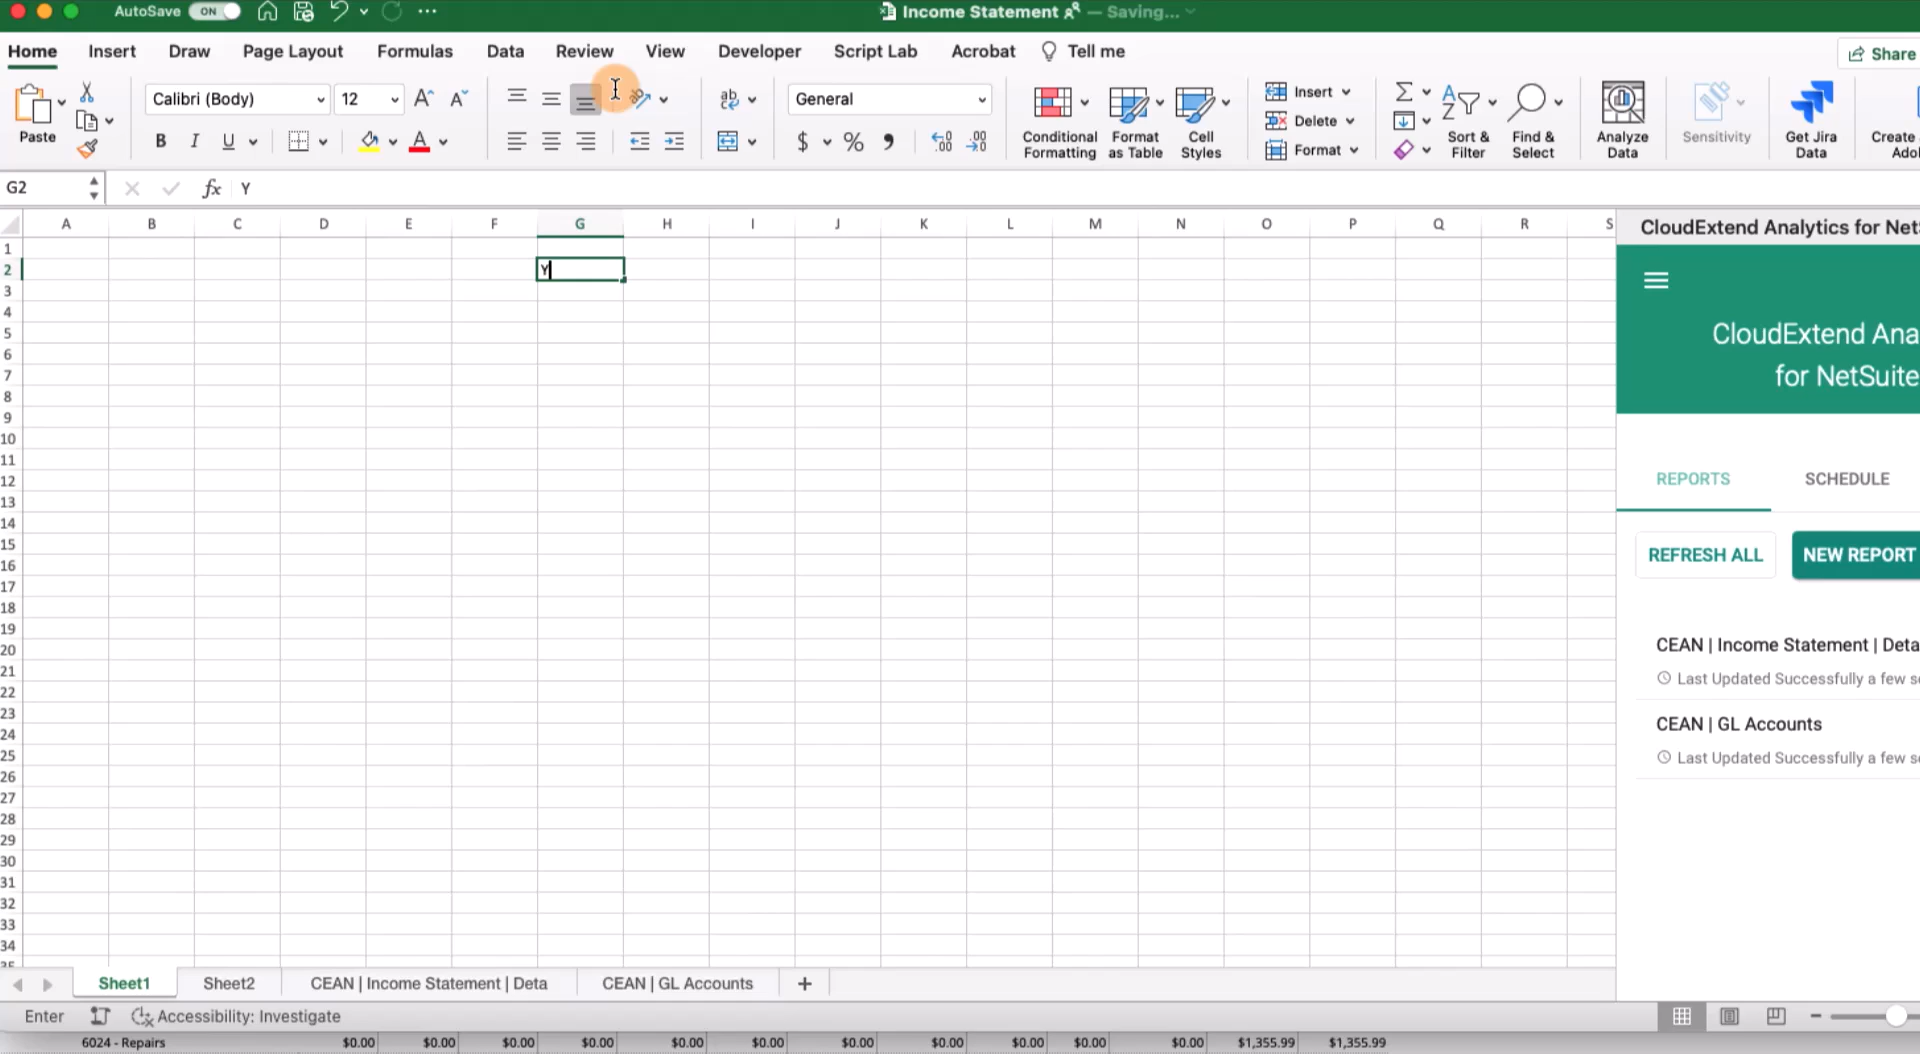 AutoSave ON Income Statement — Saving...
Home Insert Draw Page Layout Formulas Data Review View Developer Script Lab Acrobat Tell me Share
Paste Calibri (Body) 12 General
Conditional Formatting
Format as Table
Cell Styles
Insert
Delete
Format
Sort & Filter
Find & Select
Analyze Data
Sensitivity
Get Jira Data
Create
B I U A $ %
G2 fx Y
A B C D E F G H I J K L M N O P Q R S
1
2 Y
3
4
5
6
7
8
9
10
11
12
13
14
15
16
17
18
19
20
21
22
23
24
25
26
27
28
29
30
31
32
33
34
CloudExtend Analytics for Net
CloudExtend Ana
for NetSuite
REPORTS SCHEDULE
REFRESH ALL NEW REPORT
CEAN | Income Statement | Deta
Last Updated Successfully a few
CEAN | GL Accounts
Last Updated Successfully a few
Sheet1 Sheet2 CEAN | Income Statement | Deta CEAN | GL Accounts +
Enter Accessibility: Investigate
6024 - Repairs $0.00 $0.00 $0.00 $0.00 $0.00 $0.00 $0.00 $0.00 $0.00 $0.00 $0.00 $1,355.99 $1,355.99